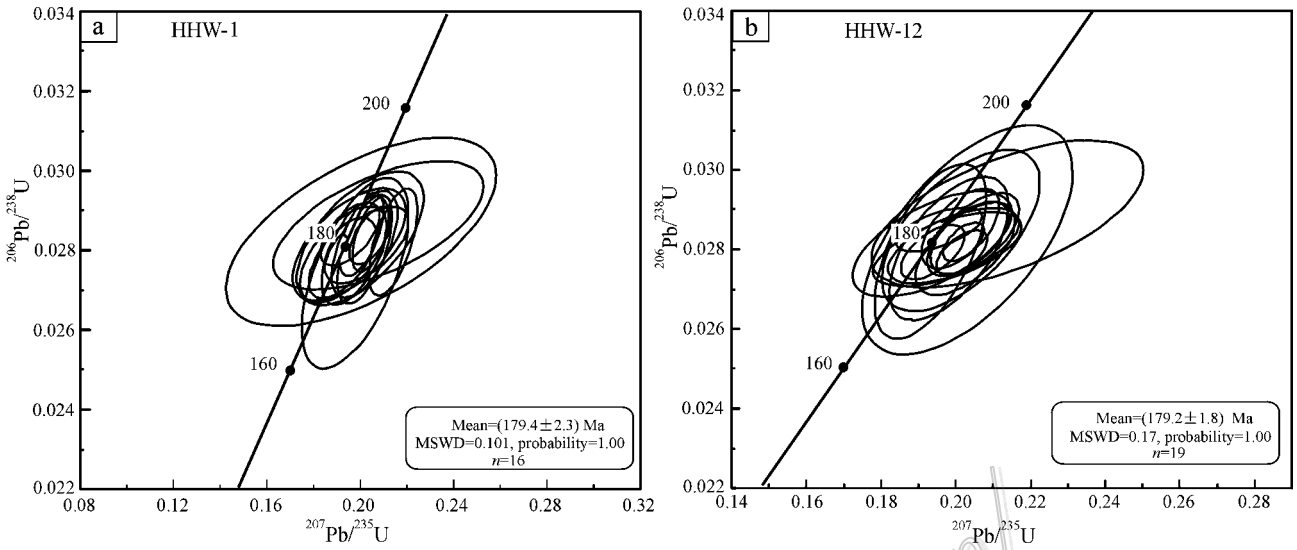 a
HHW-1
0.034
0.032
0.030
0.028
0.026
0.024
0.022
²⁰⁶Pb/²³⁸U
200
180
160
Mean=(179.4±2.3) Ma
MSWD=0.101, probability=1.00
n=16
0.08 0.12 0.16 0.20 0.24 0.28 0.32
²⁰⁷Pb/²³⁵U
b
HHW-12
0.034
0.032
0.030
0.028
0.026
0.024
0.022
²⁰⁶Pb/²³⁸U
200
180
160
Mean=(179.2±1.8) Ma
MSWD=0.17, probability=1.00
n=19
0.14 0.16 0.18 0.20 0.22 0.24 0.26 0.28
²⁰⁷Pb/²³⁵U